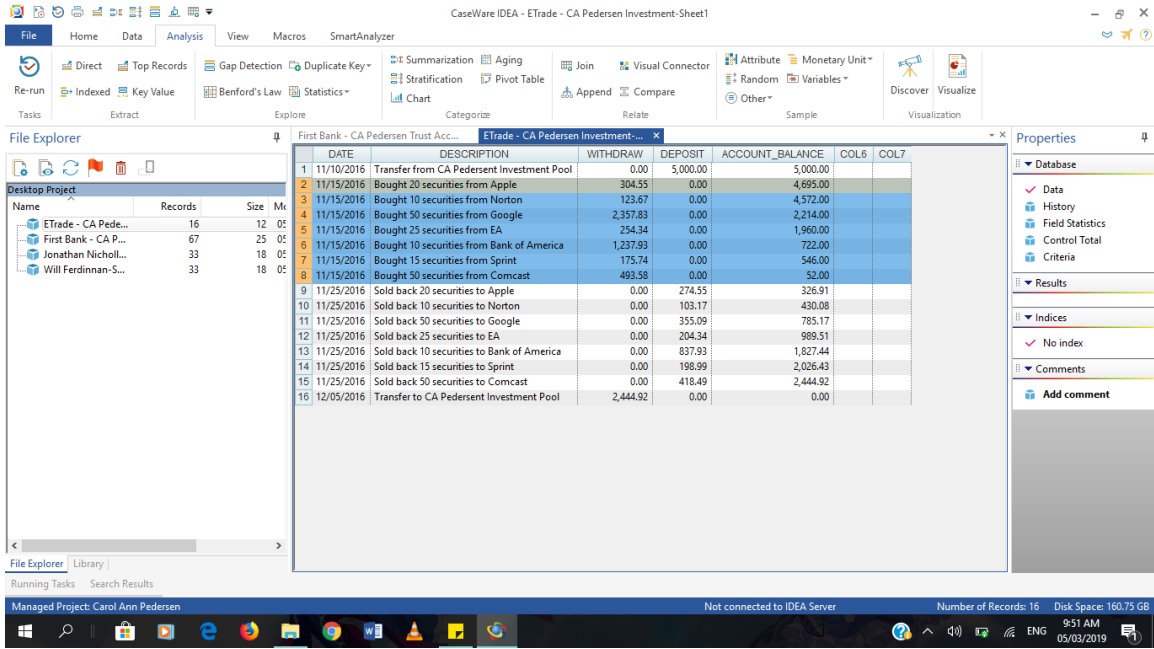 CaseWare IDEA - ETrade - CA Pedersen Investment-Sheet1
File Home Data Analysis View Macros SmartAnalyzer
Re-run
Tasks
Direct Top Records
Indexed Key Value
Extract
Gap Detection Duplicate Key
Benford's Law Statistics
Explore
Summarization Aging
Stratification Pivot Table
Chart
Categorize
Join Visual Connector
Append Compare
Relate
Attribute Monetary Unit
Random Variables
Other
Sample
Discover Visualize
Visualization
File Explorer
Desktop Project
Name Records Size
ETrade - CA Pede... 16 12 05
First Bank - CA P... 67 25 05
Jonathan Nicholl... 33 18 05
Will Ferdinnan-S... 33 18 05
File Explorer Library
Running Tasks Search Results
First Bank - CA Pedersen Trust Acc... ETrade - CA Pedersen Investment-...
DATE DESCRIPTION WITHDRAW DEPOSIT ACCOUNT_BALANCE COL6 COL7
1 11/10/2016 Transfer from CA Pedersent Investment Pool 0.00 5,000.00 5,000.00
2 11/15/2016 Bought 20 securities from Apple 304.55 0.00 4,695.00
3 11/15/2016 Bought 10 securities from Norton 123.67 0.00 4,572.00
4 11/15/2016 Bought 50 securities from Google 2,357.83 0.00 2,214.00
5 11/15/2016 Bought 25 securities from EA 254.34 0.00 1,960.00
6 11/15/2016 Bought 10 securities from Bank of America 1,237.93 0.00 722.00
7 11/15/2016 Bought 15 securities from Sprint 175.74 0.00 546.00
8 11/15/2016 Bought 50 securities from Comcast 493.58 0.00 52.00
9 11/25/2016 Sold back 20 securities to Apple 0.00 274.55 326.91
10 11/25/2016 Sold back 10 securities to Norton 0.00 103.17 430.08
11 11/25/2016 Sold back 50 securities to Google 0.00 355.09 785.17
12 11/25/2016 Sold back 25 securities to EA 0.00 204.34 989.51
13 11/25/2016 Sold back 10 securities to Bank of America 0.00 837.93 1,827.44
14 11/25/2016 Sold back 15 securities to Sprint 0.00 198.99 2,026.43
15 11/25/2016 Sold back 50 securities to Comcast 0.00 418.49 2,444.92
16 12/05/2016 Transfer to CA Pedersent Investment Pool 2,444.92 0.00 0.00
Properties
Database
Data
History
Field Statistics
Control Total
Criteria
Results
Indices
No index
Comments
Add comment
Managed Project: Carol Ann Pedersen Not connected to IDEA Server Number of Records: 16 Disk Space: 160.75 GB
ENG
9:51 AM
05/03/2019